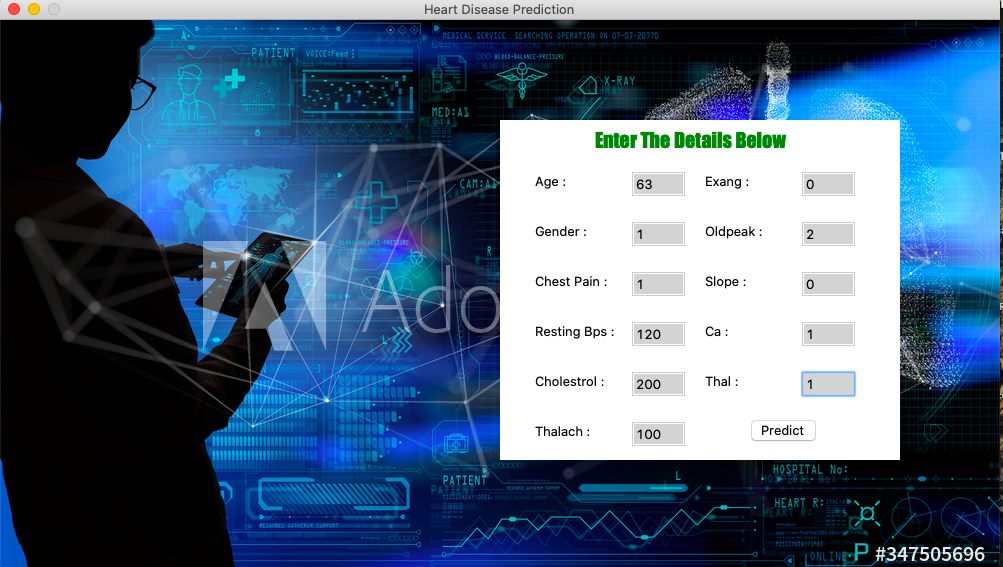 Heart Disease Prediction
MEDICAL SERVICE SEARCHING OPERATION ON 07-07-20770
PATIENT VOICE:Feed
BLOOD-BALANCE-PRESSURE
X-RAY
MED:A1
Enter The Details Below
Age : 63 Exang : 0
CAM:A1
Gender : 1 Oldpeak : 2
BLOOD-BALANCE-PRESSURE
R
Chest Pain : 1 Slope : 0
Ado
Resting Bps : 120 Ca : 1
L
Cholestrol : 200 Thal : 1
Thalach : 100 Predict
HOSPITAL No:
PATIENT
L
RESOURCE GATHERER SUPPORT
HEART R:
RESOURCE GATHERER-SUPPORT
ONLINE
P #347505696